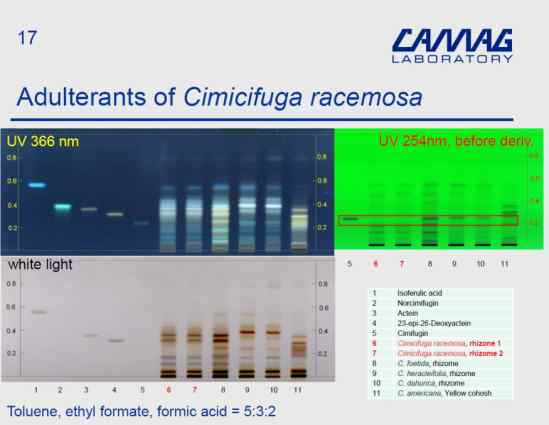 17
CAMAG
LABORATORY
Adulterants of Cimicifuga racemosa
UV 366 nm
UV 254nm, before deriv.
0.8 0.8 0.8
0.6 0.6 0.6
0.4 0.4 0.4
0.2 0.2 0.2
white light
5 6 7 8 9 10 11
0.8 0.8
0.6 0.6
0.4 0.4
0.2 0.2
1 2 3 4 5 6 7 8 9 10 11
1 Isoferulic acid
2 Norcimifugin
3 Actein
4 23-epi-26-Deoxyactein
5 Cimifugin
6 Cimicifuga racemosa, rhizome 1
7 Cimicifuga racemosa, rhizome 2
8 C. foetida, rhizome
9 C. heracleifolia, rhizome
10 C. dahurica, rhizome
11 C. americana, Yellow cohosh
Toluene, ethyl formate, formic acid = 5:3:2